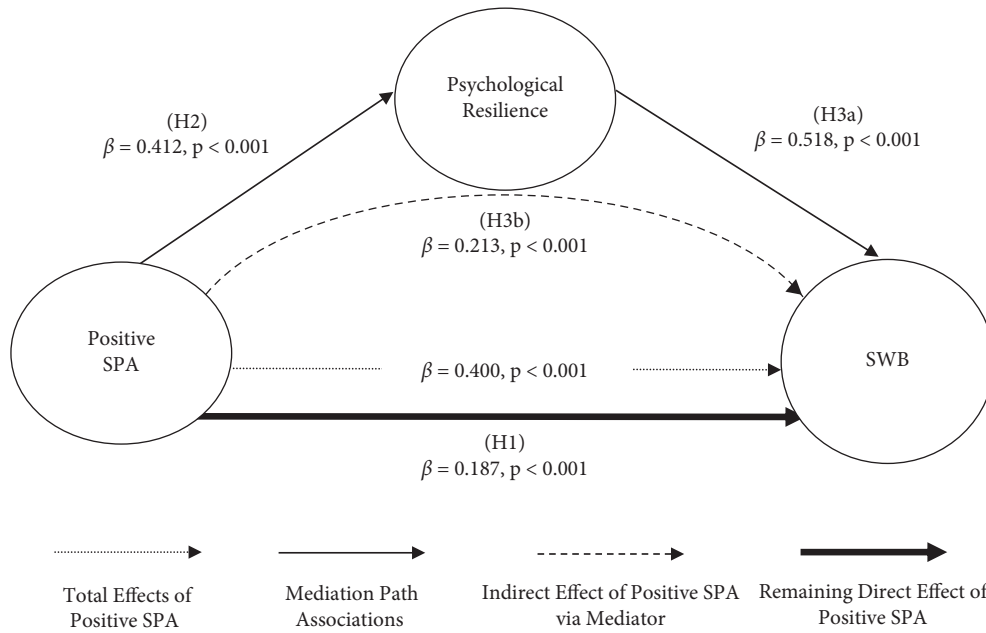 Psychological
Resilience
(H2)
β = 0.412, p < 0.001
(H3a)
β = 0.518, p < 0.001
(H3b)
β = 0.213, p < 0.001
Positive
SPA
SWB
β = 0.400, p < 0.001
(H1)
β = 0.187, p < 0.001
Total Effects of
Positive SPA
Mediation Path
Associations
Indirect Effect of Positive SPA
via Mediator
Remaining Direct Effect of
Positive SPA